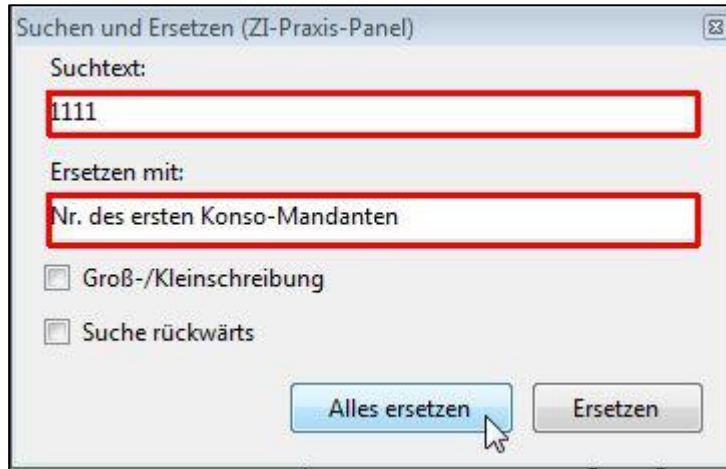 Suchen und Ersetzen (ZI-Praxis-Panel)
Suchtext:
1111
Ersetzen mit:
Nr. des ersten Konso-Mandanten
Groß-/Kleinschreibung
Suche rückwärts
Alles ersetzen Ersetzen